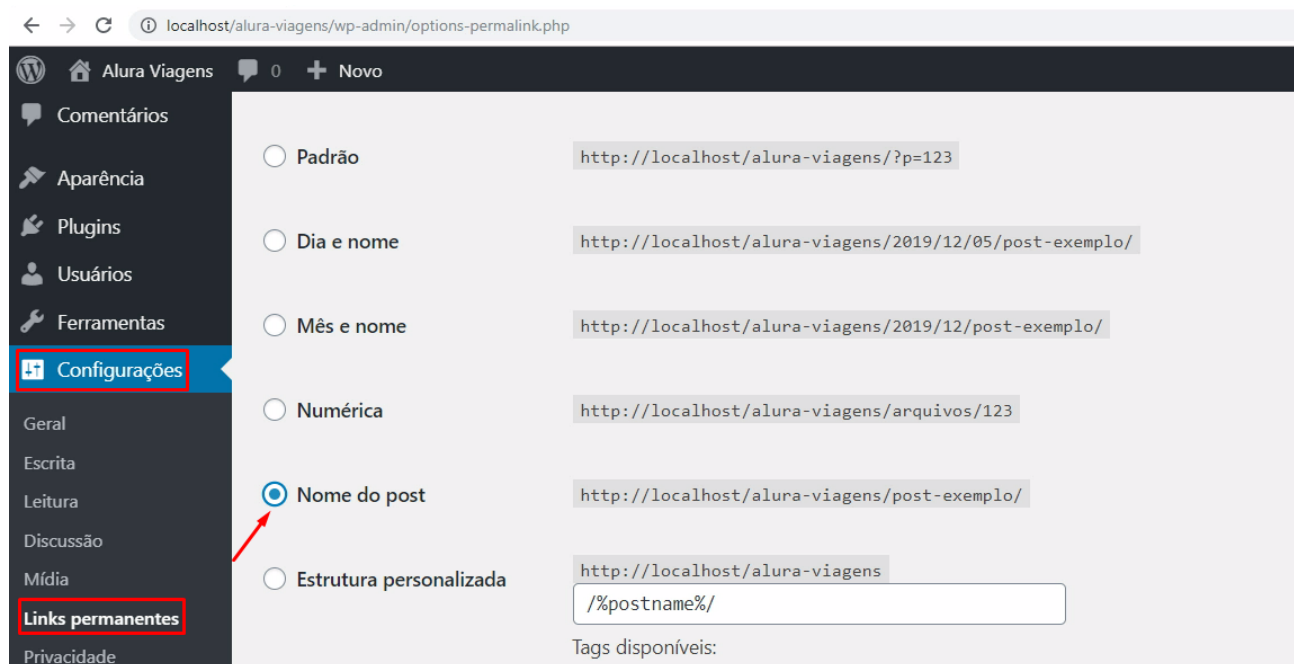 localhost/alura-viagens/wp-admin/options-permalink.php
Alura Viagens 0 + Novo
Comentários
Aparência
Plugins
Usuários
Ferramentas
Configurações
Geral
Escrita
Leitura
Discussão
Mídia
Links permanentes
Privacidade
Padrão http://localhost/alura-viagens/?p=123
Dia e nome http://localhost/alura-viagens/2019/12/05/post-exemplo/
Mês e nome http://localhost/alura-viagens/2019/12/post-exemplo/
Numérica http://localhost/alura-viagens/arquivos/123
Nome do post http://localhost/alura-viagens/post-exemplo/
Estrutura personalizada http://localhost/alura-viagens
/%postname%/
Tags disponíveis: